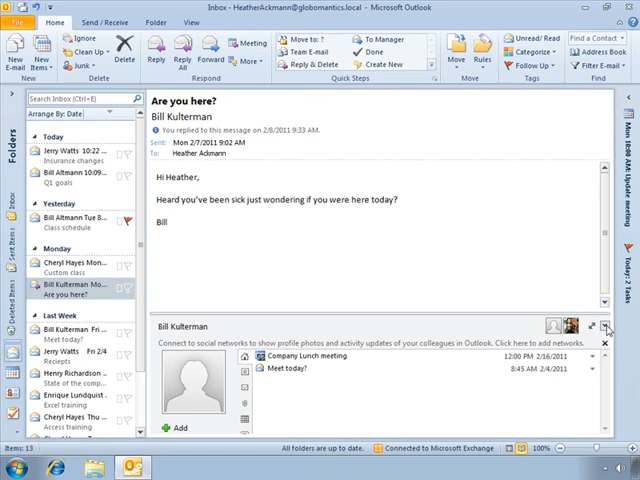 Inbox - HeatherAckmann@globomantics.local - Microsoft Outlook
File Home Send / Receive Folder View
New E-mail
New Items
New
Ignore
Clean Up
Junk
Delete
Delete
Reply
Reply All
Forward
Meeting
More
Respond
Move to: ?
Team E-mail
Reply & Delete
To Manager
Done
Create New
Quick Steps
Move
Rules
Move
Unread/ Read
Categorize
Follow Up
Tags
Find a Contact
Address Book
Filter E-mail
Find
Folders
Inbox
Sent Items
Deleted Items
Search Inbox (Ctrl+E)
Arrange By: Date
Today
Jerry Watts 10:22 ...
Insurance changes
Bill Altmann 10:09...
Q1 goals
Yesterday
Bill Altmann Tue 8...
Class schedule
Monday
Cheryl Hayes Mon...
Custom class
Bill Kulterman Mo...
Are you here?
Last Week
Bill Kulterman Fri ...
Meet today?
Jerry Watts Fri 2/4
Reciepts
Henry Richardson ...
State of the comp...
Enrique Lundquist ...
Excel training
Cheryl Hayes Thu ...
Access training
Are you here?
Bill Kulterman
You replied to this message on 2/8/2011 9:33 AM.
Sent: Mon 2/7/2011 9:02 AM
To: Heather Ackmann
Hi Heather,
Heard you've been sick just wondering if you were here today?
Bill
Bill Kulterman
Connect to social networks to show profile photos and activity updates of your colleagues in Outlook. Click here to add networks.
Company Lunch meeting 12:00 PM 2/16/2011
Meet today? 8:45 AM 2/4/2011
Add
Mon 10:00 AM: Update meeting
Today: 2 Tasks
Items: 13
All folders are up to date.
Connected to Microsoft Exchange
100%